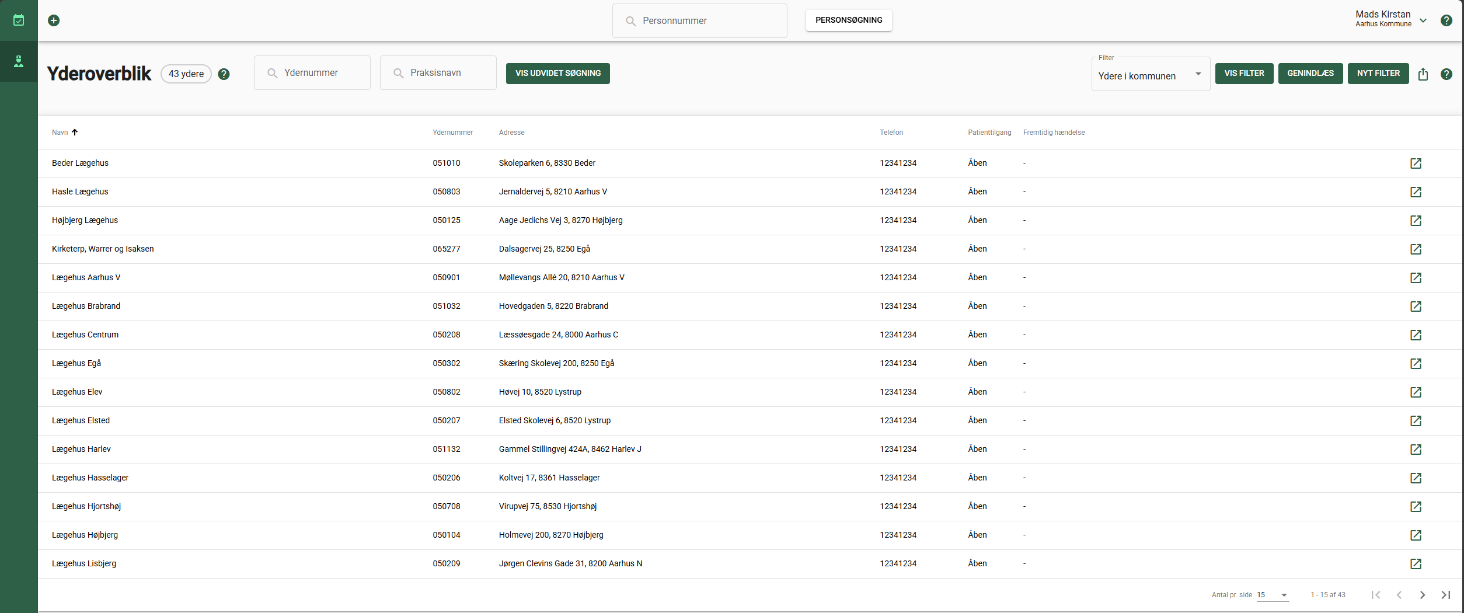 Personnummer PERSONSØGNING Mads Kirstan
Aarhus Kommune
Yderoverblik 43 ydere Ydernummer Praksisnavn VIS UDVIDET SØGNING Filter Ydere i kommunen VIS FILTER GENINDLÆS NYT FILTER
Navn Ydernummer Adresse Telefon Patienttilgang Fremtidig hændelse
Beder Lægehus 051010 Skoleparken 6, 8330 Beder 12341234 Åben -
Hasle Lægehus 050803 Jernaldervej 5, 8210 Aarhus V 12341234 Åben -
Højbjerg Lægehus 050125 Aage Jedichs Vej 3, 8270 Højbjerg 12341234 Åben -
Kirketerp, Warrer og Isaksen 065277 Dalsagervej 25, 8250 Egå 12341234 Åben -
Lægehus Aarhus V 050901 Møllevangs Allé 20, 8210 Aarhus V 12341234 Åben -
Lægehus Brabrand 051032 Hovedgaden 5, 8220 Brabrand 12341234 Åben -
Lægehus Centrum 050208 Læssøesgade 24, 8000 Aarhus C 12341234 Åben -
Lægehus Egå 050302 Skæring Skolevej 200, 8250 Egå 12341234 Åben -
Lægehus Elev 050802 Høvej 10, 8520 Lystrup 12341234 Åben -
Lægehus Elsted 050207 Elsted Skolevej 6, 8520 Lystrup 12341234 Åben -
Lægehus Harlev 051132 Gammel Stillingvej 424A, 8462 Harlev J 12341234 Åben -
Lægehus Hasselager 050206 Koltvej 17, 8361 Hasselager 12341234 Åben -
Lægehus Hjortshøj 050708 Virupvej 75, 8530 Hjortshøj 12341234 Åben -
Lægehus Højbjerg 050104 Holmevej 200, 8270 Højbjerg 12341234 Åben -
Lægehus Lisbjerg 050209 Jørgen Clevins Gade 31, 8200 Aarhus N 12341234 Åben -
Antal pr. side 15 1 - 15 af 43